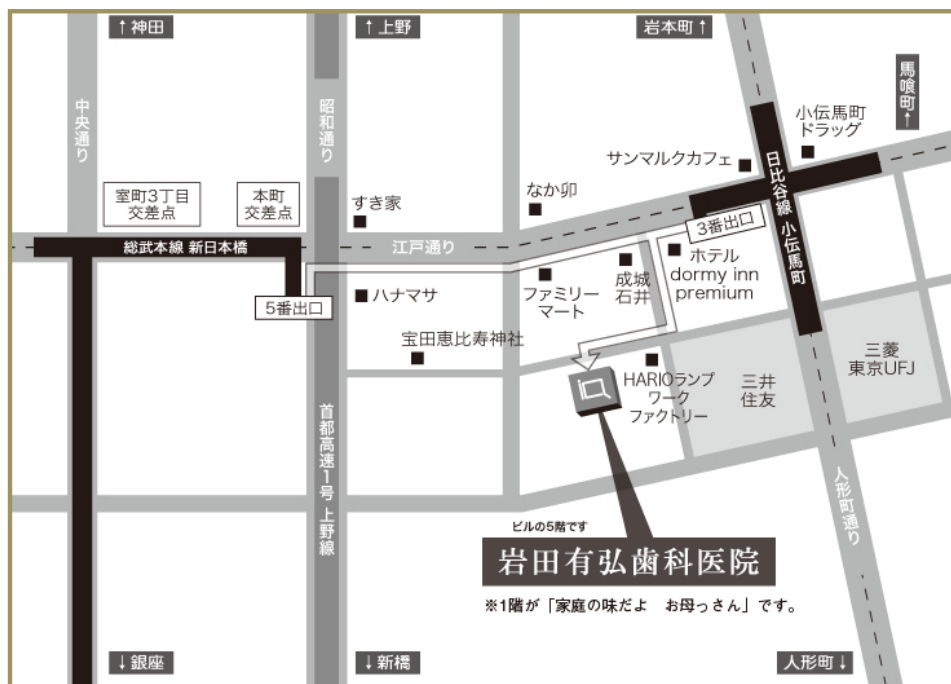 ↑神田
↑上野
岩本町↑
馬喰町↑
中央通り
昭和通り
小伝馬町
ドラッグ
サンマルクカフェ
日比谷線 小伝馬町
室町3丁目
交差点
本町
交差点
すき家
なか卯
3番出口
総武本線 新日本橋
江戸通り
ホテル
dormy inn
premium
成城
石井
ファミリー
マート
5番出口
ハナマサ
宝田恵比寿神社
HARIOランプ
ワーク
ファクトリー
三井
住友
三菱
東京UFJ
首都高速1号 上野線
人形町通り
ビルの5階です
岩田有弘歯科医院
※1階が「家庭の味だよ　お母っさん」です。
↓銀座
↓新橋
人形町↓